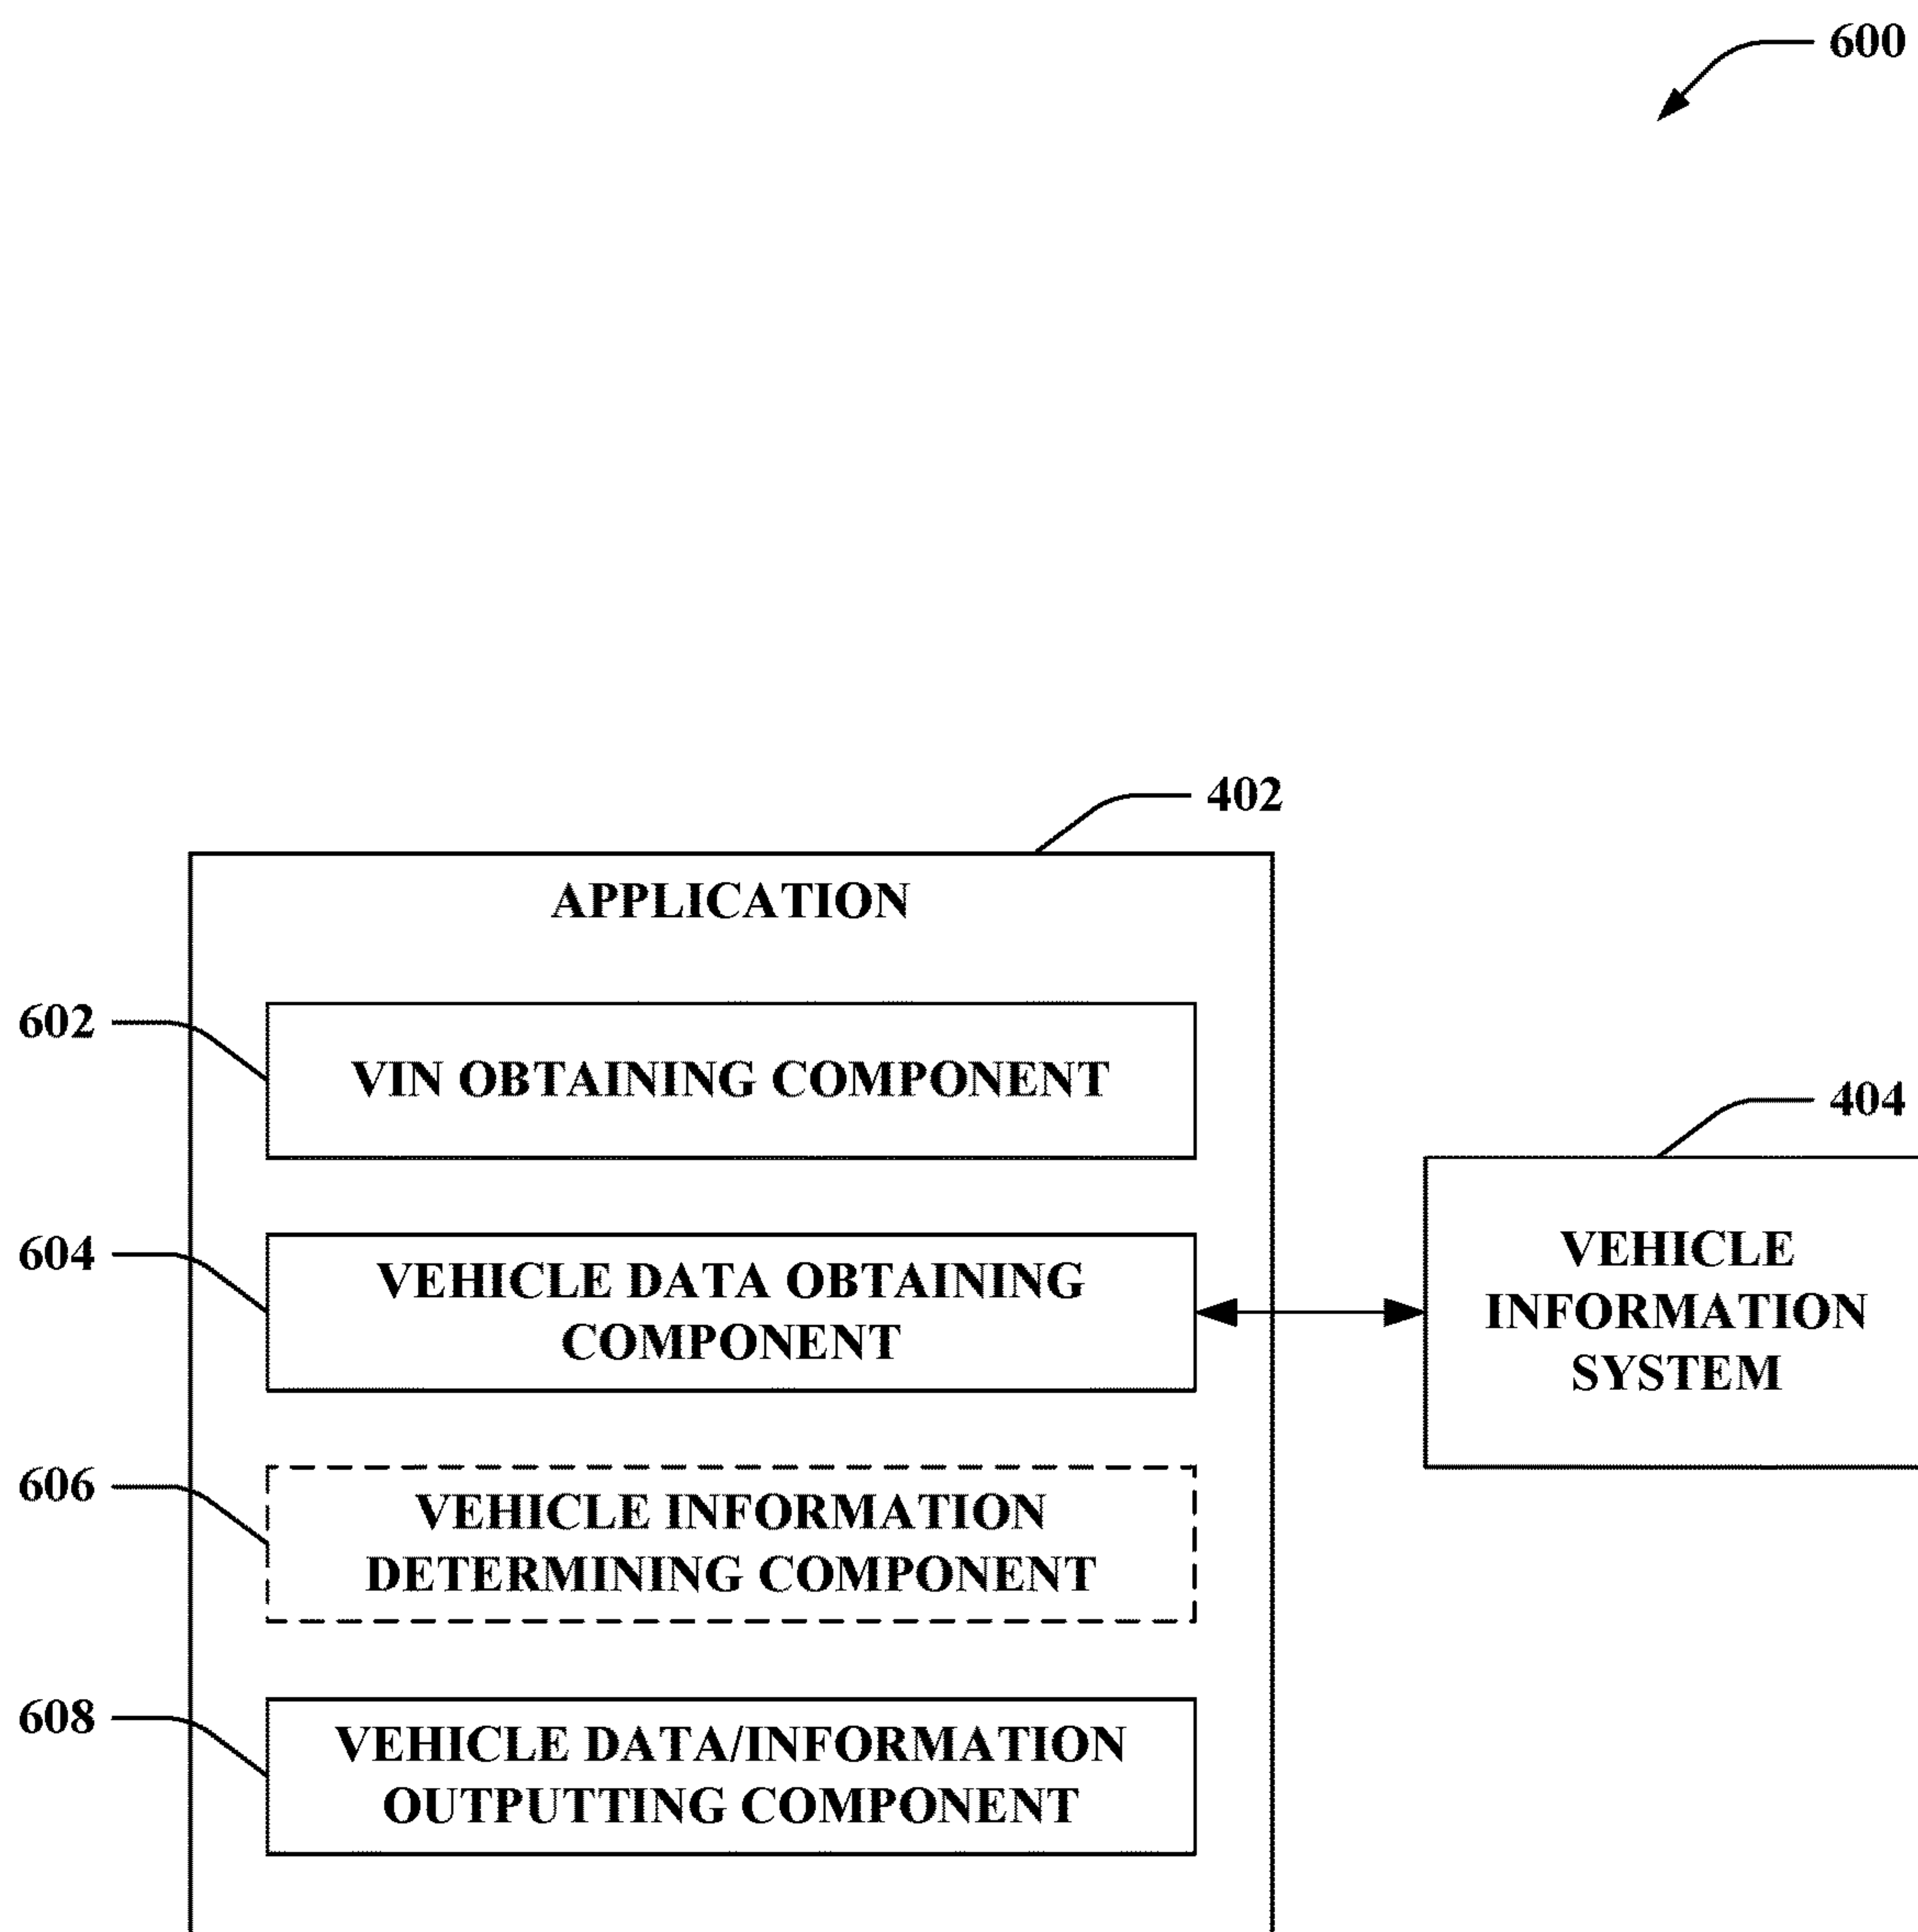 600
402
APPLICATION
602
VIN OBTAINING COMPONENT
404
604
VEHICLE DATA OBTAINING
COMPONENT
VEHICLE
INFORMATION
SYSTEM
606
VEHICLE INFORMATION
DETERMINING COMPONENT
608
VEHICLE DATA/INFORMATION
OUTPUTTING COMPONENT